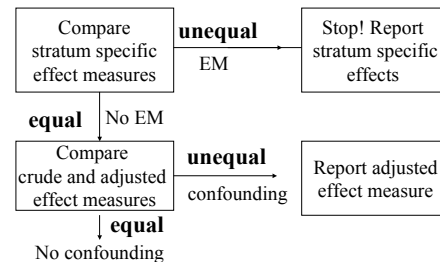 Compare
stratum specific
effect measures
unequal
EM
Stop! Report
stratum specific
effects
equal
No EM
Compare
crude and adjusted
effect measures
unequal
confounding
Report adjusted
effect measure
equal
No confounding